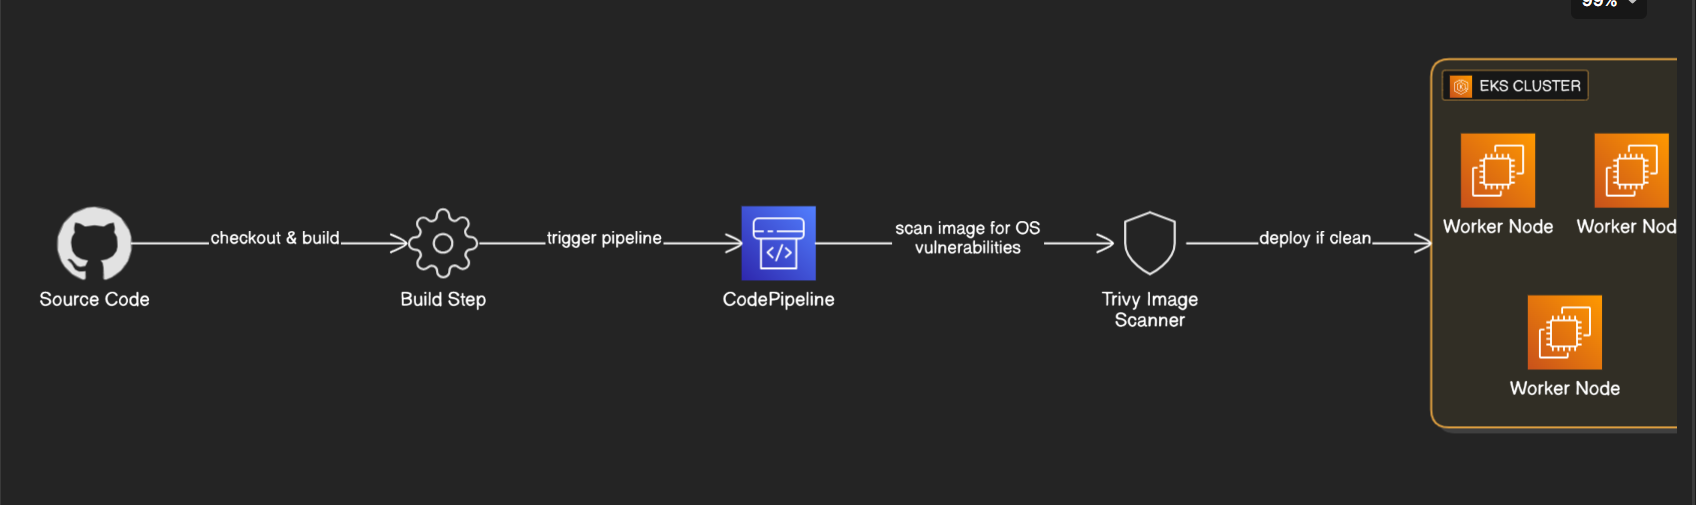 99%
EKS CLUSTER
Worker Node
Worker Nod
checkout & build
trigger pipeline
scan image for OS
vulnerabilities
deploy if clean
Source Code
Build Step
CodePipeline
Trivy Image
Scanner
Worker Node